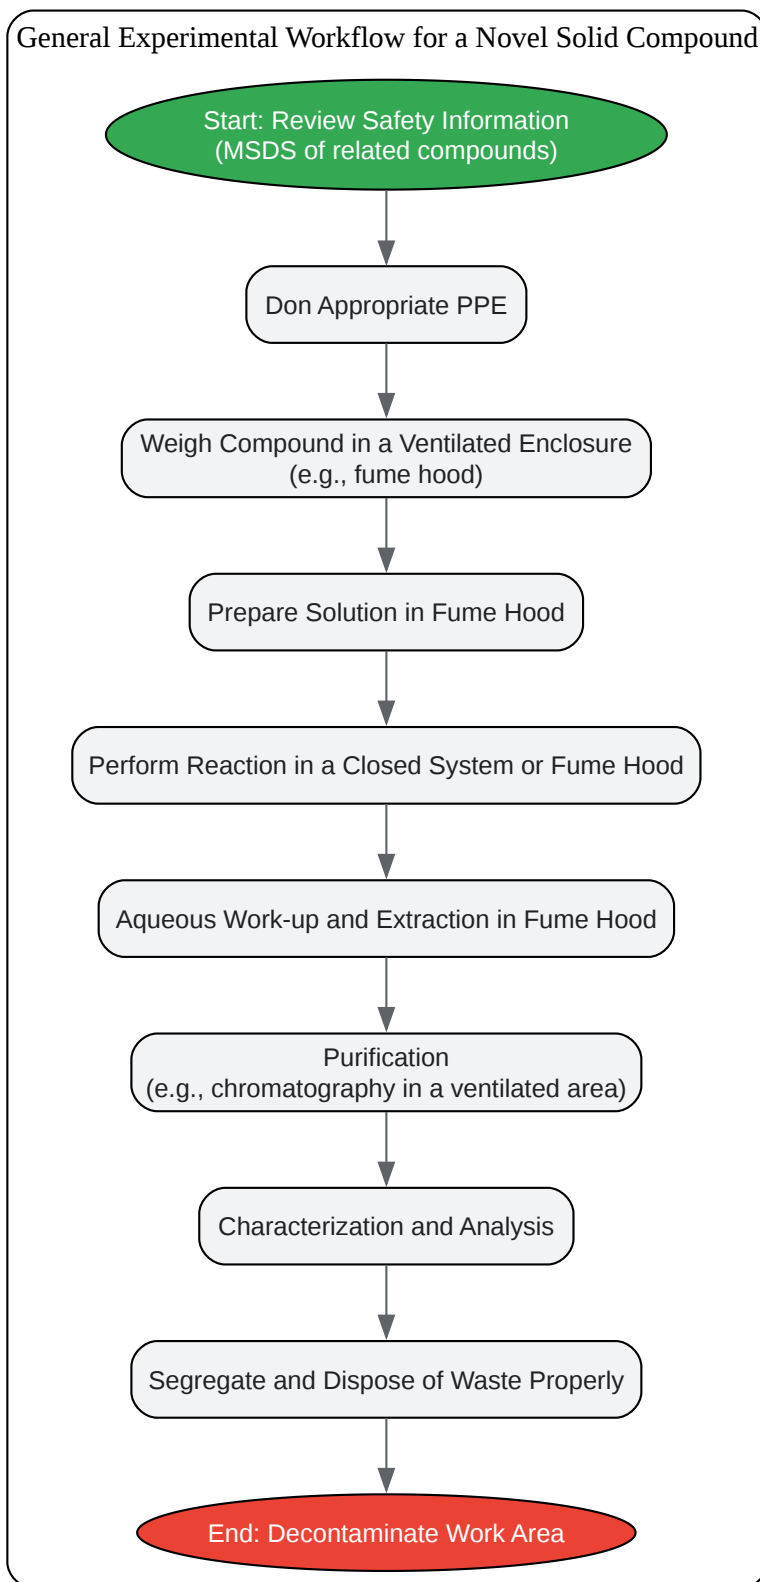 General Experimental Workflow for a Novel Solid Compound
Start: Review Safety Information
(MSDS of related compounds)
Don Appropriate PPE
Weigh Compound in a Ventilated Enclosure
(e.g., fume hood)
Prepare Solution in Fume Hood
Perform Reaction in a Closed System or Fume Hood
Aqueous Work-up and Extraction in Fume Hood
Purification
(e.g., chromatography in a ventilated area)
Characterization and Analysis
Segregate and Dispose of Waste Properly
End: Decontaminate Work Area